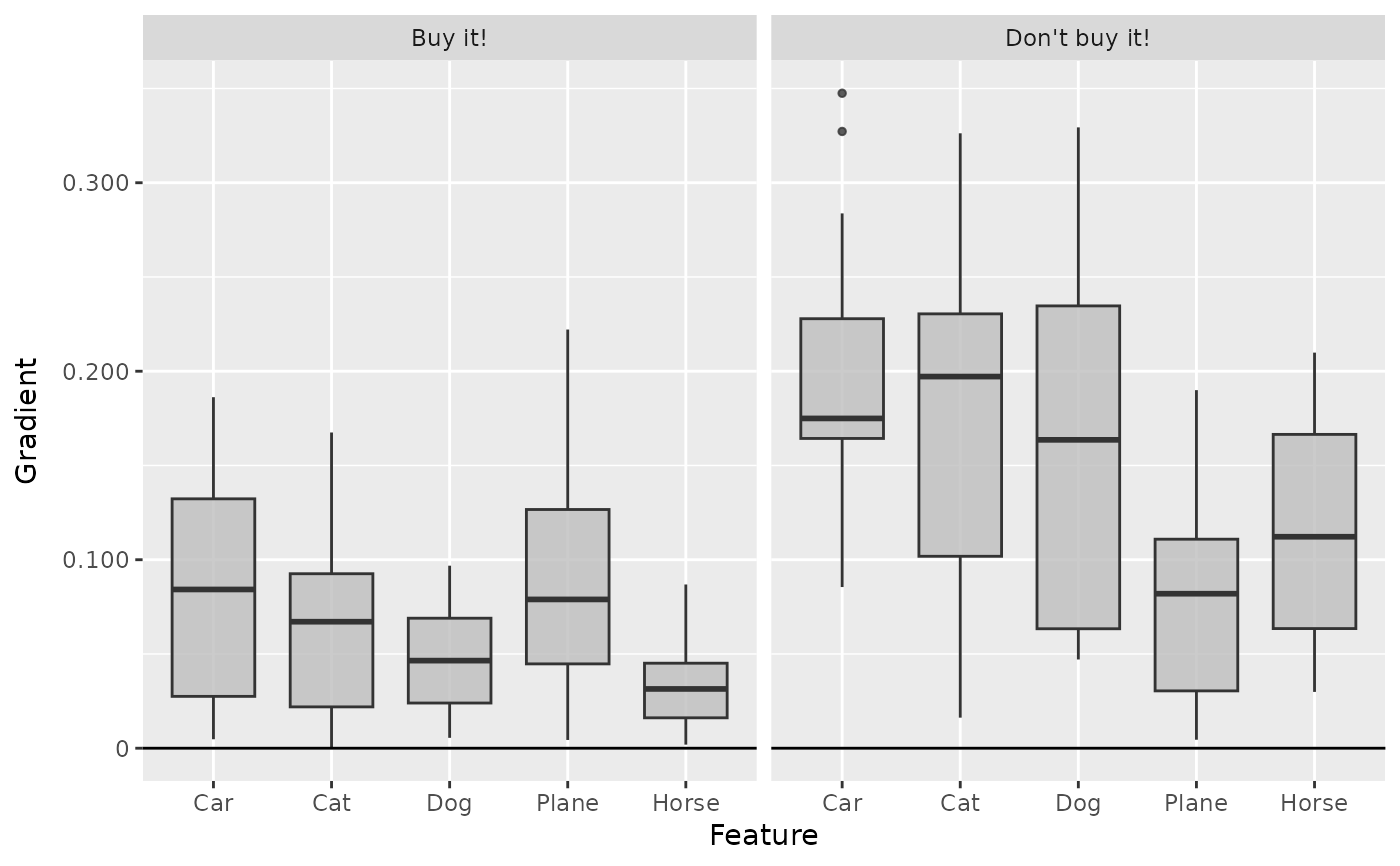 Buy it!
Don't buy it!
Gradient
0.300
0.200
0.100
0
Car Cat Dog Plane Horse
Car Cat Dog Plane Horse
Feature